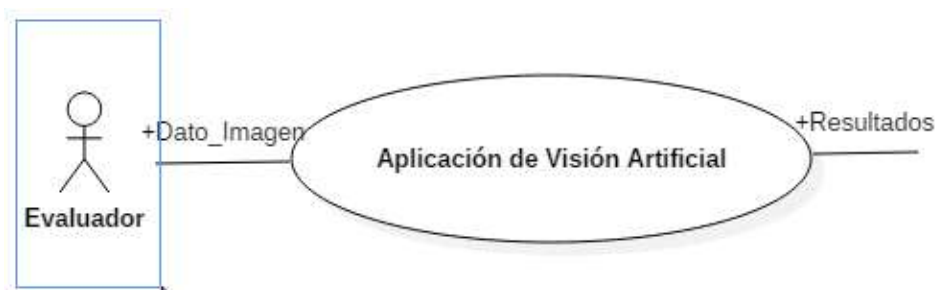 +Dato_Imagen
+Resultados
Aplicación de Visión Artificial
Evaluador